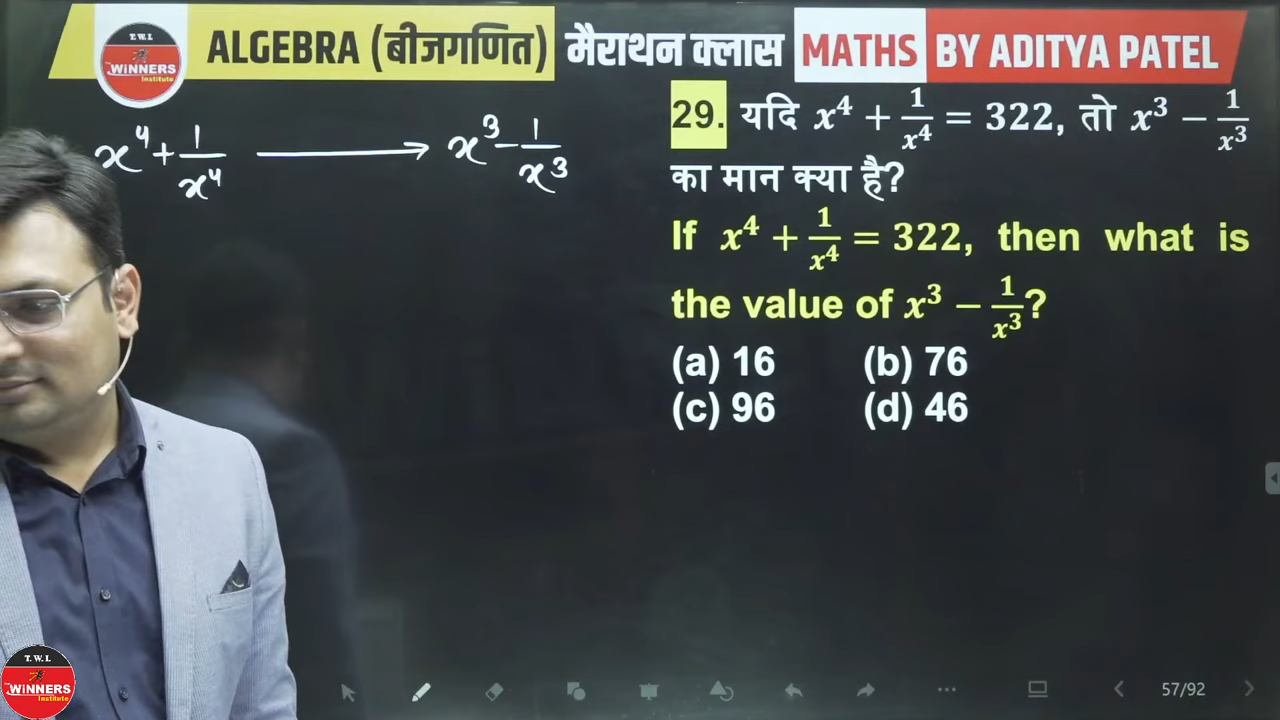 T.W.I.
The WiNNERS Institute
ALGEBRA (बीजगणित) मैराथन क्लास MATHS BY ADITYA PATEL
x⁴ + 1/x⁴ ⟶ x³ - 1/x³
29. यदि x⁴ + 1/x⁴ = 322, तो x³ − 1/x³
का मान क्या है?
If x⁴ + 1/x⁴ = 322, then what is
the value of x³ − 1/x³?
(a) 16 (b) 76
(c) 96 (d) 46
T.W.I.
The WiNNERS Institute
57/92